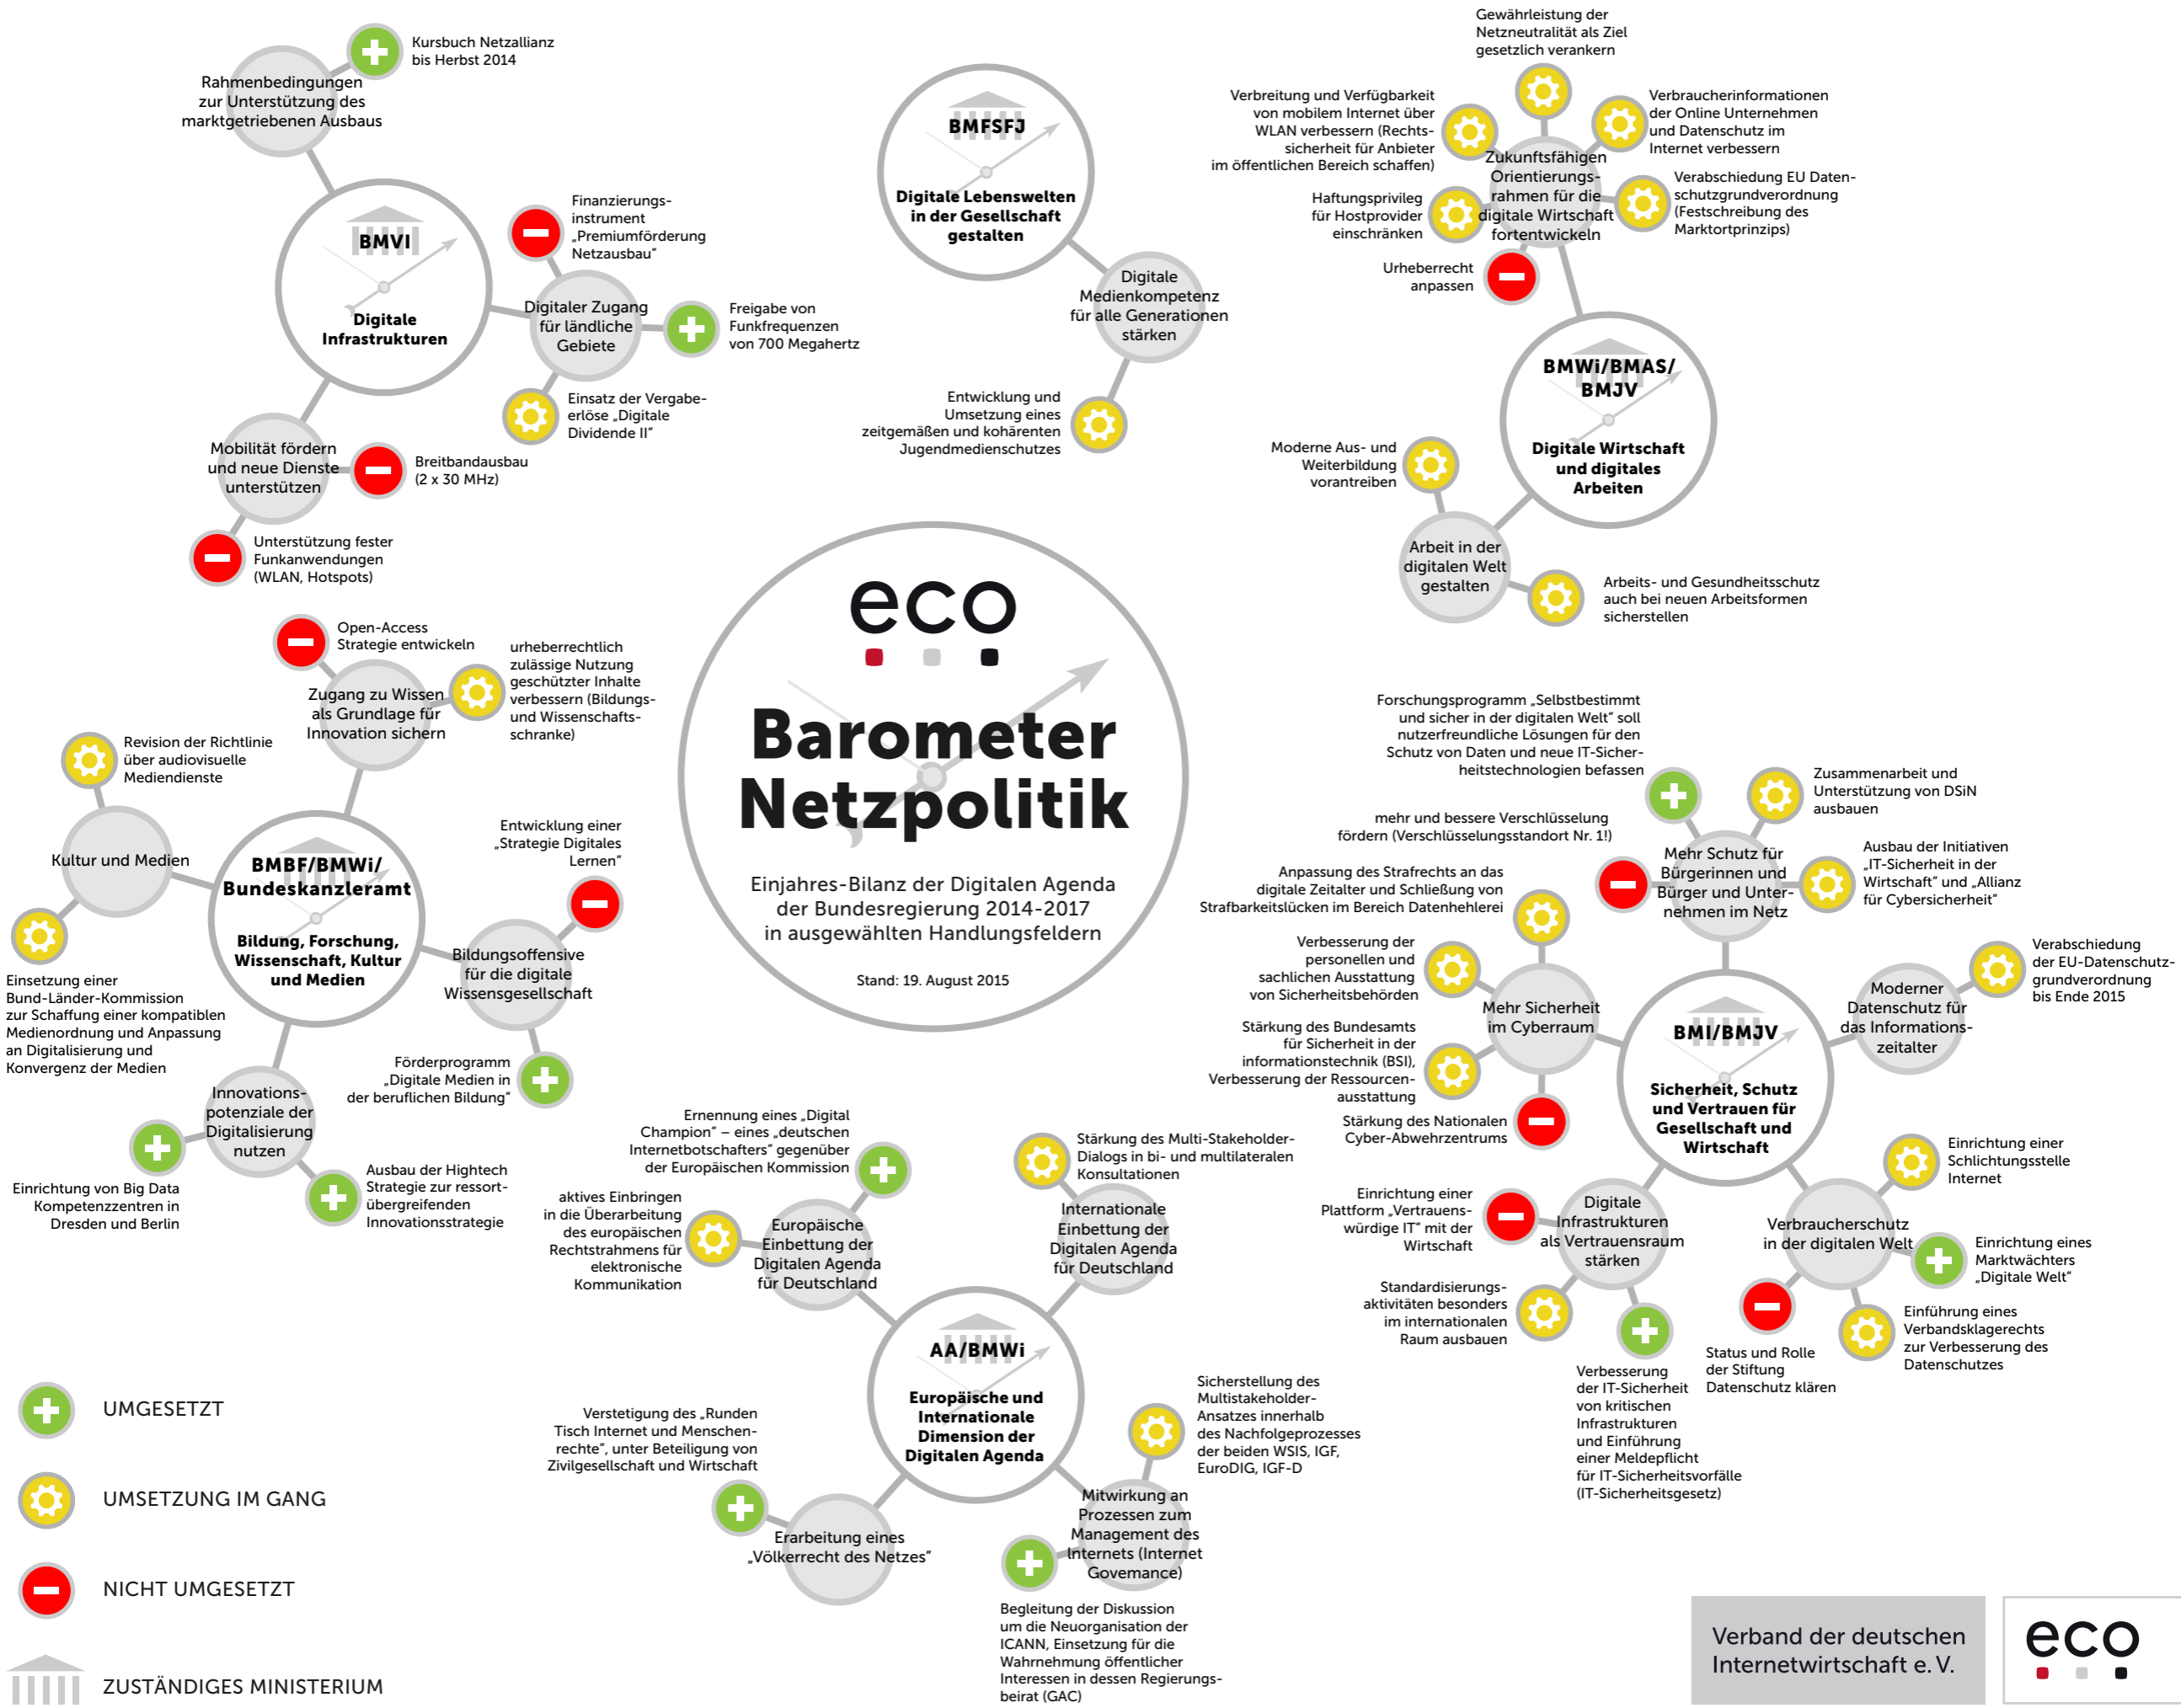 Kursbuch Netzallianz
bis Herbst 2014
Rahmenbedingungen
zur Unterstützung des
marktgetriebenen Ausbaus
BMVI
Digitale
Infrastrukturen
Finanzierungs-
instrument
„Premiumförderung
Netzausbau“
Digitaler Zugang
für ländliche
Gebiete
Freigabe von
Funkfrequenzen
von 700 Megahertz
Einsatz der Vergabe-
erlöse „Digitale
Dividende II“
Mobilität fördern
und neue Dienste
unterstützen
Breitbandausbau
(2 x 30 MHz)
Unterstützung fester
Funkanwendungen
(WLAN, Hotspots)
BMFSFJ
Digitale Lebenswelten
in der Gesellschaft
gestalten
Digitale
Medienkompetenz
für alle Generationen
stärken
Entwicklung und
Umsetzung eines
zeitgemäßen und kohärenten
Jugendmedienschutzes
Gewährleistung der
Netzneutralität als Ziel
gesetzlich verankern
Verbreitung und Verfügbarkeit
von mobilem Internet über
WLAN verbessern (Rechts-
sicherheit für Anbieter
im öffentlichen Bereich schaffen)
Verbraucherinformationen
der Online Unternehmen
und Datenschutz im
Internet verbessern
Zukunftsfähigen
Orientierungs-
rahmen für die
digitale Wirtschaft
fortentwickeln
Verabschiedung EU Daten-
schutzgrundverordnung
(Festschreibung des
Marktortprinzips)
Haftungsprivileg
für Hostprovider
einschränken
Urheberrecht
anpassen
BMWi/BMAS/
BMJV
Digitale Wirtschaft
und digitales
Arbeiten
Moderne Aus- und
Weiterbildung
vorantreiben
Arbeit in der
digitalen Welt
gestalten
Arbeits- und Gesundheitsschutz
auch bei neuen Arbeitsformen
sicherstellen
eco
Barometer
Netzpolitik
Einjahres-Bilanz der Digitalen Agenda
der Bundesregierung 2014-2017
in ausgewählten Handlungsfeldern
Stand: 19. August 2015
Open-Access
Strategie entwickeln
urheberrechtlich
zulässige Nutzung
geschützter Inhalte
verbessern (Bildungs-
und Wissenschafts-
schranke)
Zugang zu Wissen
als Grundlage für
Innovation sichern
Revision der Richtlinie
über audiovisuelle
Mediendienste
Kultur und Medien
BMBF/BMWi/
Bundeskanzleramt
Bildung, Forschung,
Wissenschaft, Kultur
und Medien
Entwicklung einer
„Strategie Digitales
Lernen“
Bildungsoffensive
für die digitale
Wissensgesellschaft
Einsetzung einer
Bund-Länder-Kommission
zur Schaffung einer kompatiblen
Medienordnung und Anpassung
an Digitalisierung und
Konvergenz der Medien
Förderprogramm
„Digitale Medien in
der beruflichen Bildung“
Innovations-
potenziale der
Digitalisierung
nutzen
Einrichtung von Big Data
Kompetenzzentren in
Dresden und Berlin
Ausbau der Hightech
Strategie zur ressort-
übergreifenden
Innovationsstrategie
Forschungsprogramm „Selbstbestimmt
und sicher in der digitalen Welt“ soll
nutzerfreundliche Lösungen für den
Schutz von Daten und neue IT-Sicher-
heitstechnologien befassen
Zusammenarbeit und
Unterstützung von DSiN
ausbauen
mehr und bessere Verschlüsselung
fördern (Verschlüsselungsstandort Nr. 1!)
Mehr Schutz für
Bürgerinnen und
Bürger und Unter-
nehmen im Netz
Ausbau der Initiativen
„IT-Sicherheit in der
Wirtschaft“ und „Allianz
für Cybersicherheit“
Anpassung des Strafrechts an das
digitale Zeitalter und Schließung von
Strafbarkeitslücken im Bereich Datenhehlerei
Verbesserung der
personellen und
sachlichen Ausstattung
von Sicherheitsbehörden
Mehr Sicherheit
im Cyberraum
Stärkung des Bundesamts
für Sicherheit in der
informationstechnik (BSI),
Verbesserung der Ressourcen-
ausstattung
Stärkung des Nationalen
Cyber-Abwehrzentrums
BMI/BMJV
Sicherheit, Schutz
und Vertrauen für
Gesellschaft und
Wirtschaft
Moderner
Datenschutz für
das Informations-
zeitalter
Verabschiedung
der EU-Datenschutz-
grundverordnung
bis Ende 2015
Einrichtung einer
Plattform „Vertrauens-
würdige IT“ mit der
Wirtschaft
Digitale
Infrastrukturen
als Vertrauensraum
stärken
Standardisierungs-
aktivitäten besonders
im internationalen
Raum ausbauen
Verbesserung
der IT-Sicherheit
von kritischen
Infrastrukturen
und Einführung
einer Meldepflicht
für IT-Sicherheitsvorfälle
(IT-Sicherheitsgesetz)
Verbraucherschutz
in der digitalen Welt
Einrichtung einer
Schlichtungsstelle
Internet
Einrichtung eines
Marktwächters
„Digitale Welt“
Einführung eines
Verbandsklagerechts
zur Verbesserung des
Datenschutzes
Status und Rolle
der Stiftung
Datenschutz klären
Ernennung eines „Digital
Champion“ – eines „deutschen
Internetbotschafters“ gegenüber
der Europäischen Kommission
aktives Einbringen
in die Überarbeitung
des europäischen
Rechtstrahmens für
elektronische
Kommunikation
Europäische
Einbettung der
Digitalen Agenda
für Deutschland
Stärkung des Multi-Stakeholder-
Dialogs in bi- und multilateralen
Konsultationen
Internationale
Einbettung der
Digitalen Agenda
für Deutschland
AA/BMWi
Europäische und
Internationale
Dimension der
Digitalen Agenda
Verstetigung des „Runden
Tisch Internet und Menschen-
rechte“, unter Beteiligung von
Zivilgesellschaft und Wirtschaft
Erarbeitung eines
„Völkerrecht des Netzes“
Sicherstellung des
Multistakeholder-
Ansatzes innerhalb
des Nachfolgeprozesses
der beiden WSIS, IGF,
EuroDIG, IGF-D
Mitwirkung an
Prozessen zum
Management des
Internets (Internet
Govemance)
Begleitung der Diskussion
um die Neuorganisation der
ICANN, Einsetzung für die
Wahrnehmung öffentlicher
Interessen in dessen Regierungs-
beirat (GAC)
UMGESETZT
UMSETZUNG IM GANG
NICHT UMGESETZT
ZUSTÄNDIGES MINISTERIUM
Verband der deutschen
Internetwirtschaft e. V.
eco